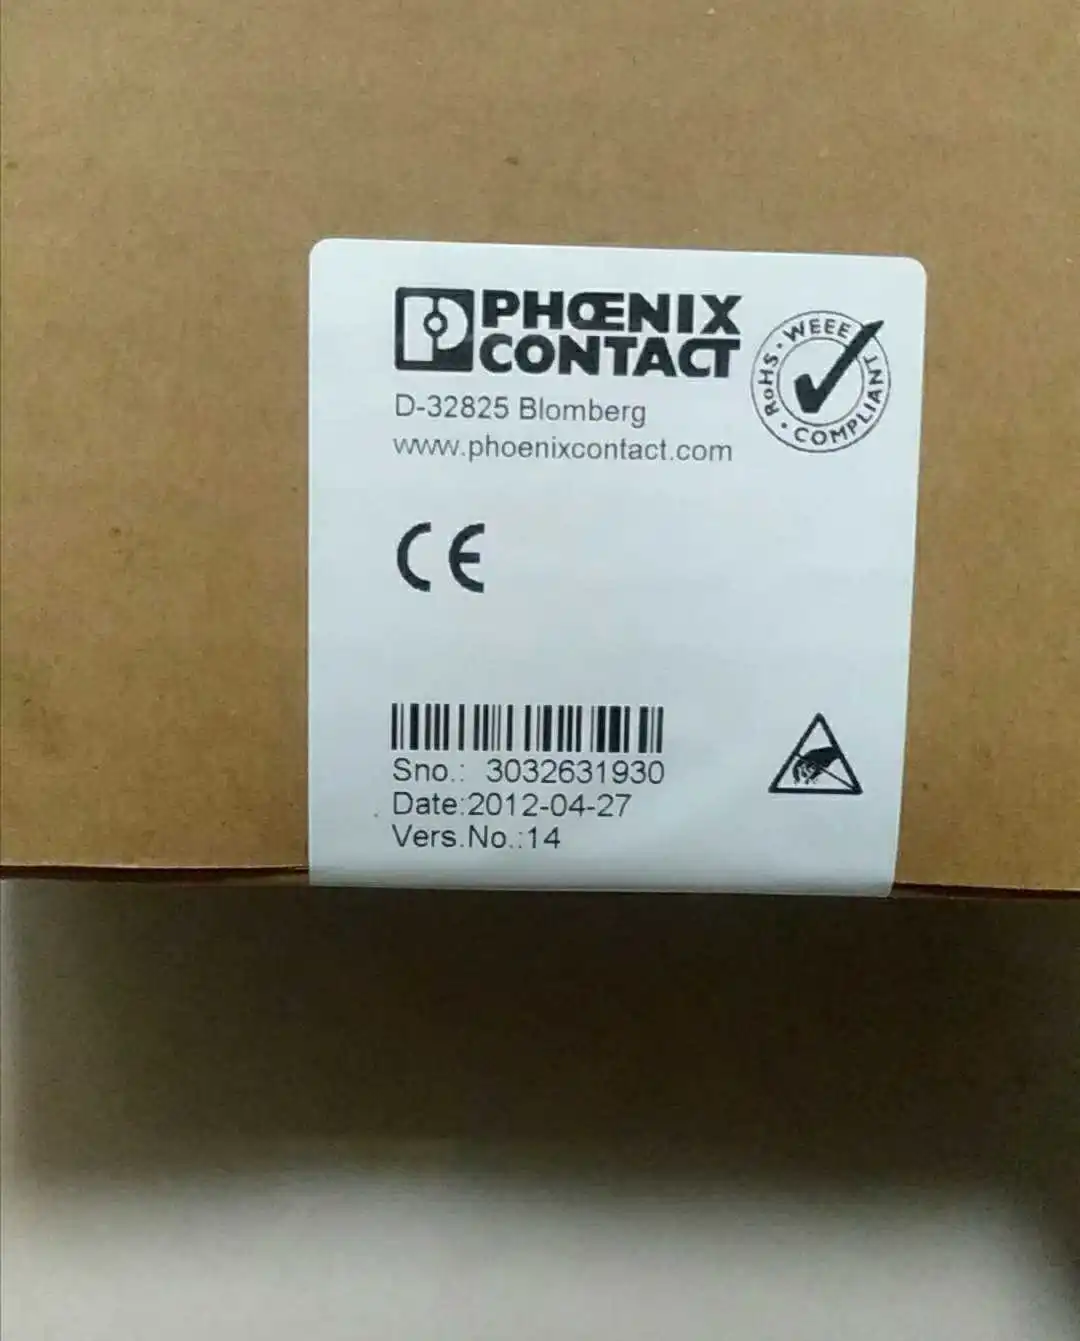 PHŒNIX
CONTACT
D-32825 Blomberg
www.phoenixcontact.com
RoHS · WEEE COMPLIANT ·
CE
Sno.: 3032631930
Date:2012-04-27
Vers.No.:14